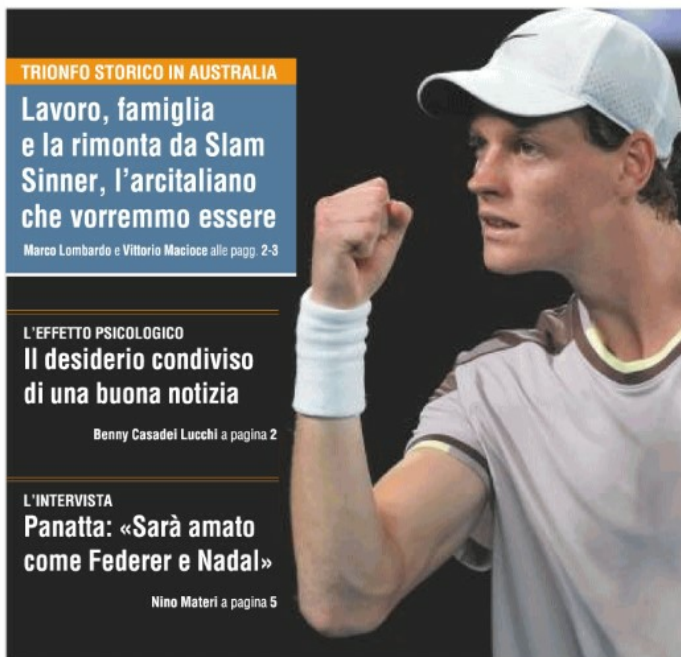 TRIONFO STORICO IN AUSTRALIA
Lavoro, famiglia
e la rimonta da Slam
Sinner, l'arcitaliano
che vorremmo essere
Marco Lombardo e Vittorio Macioce alle pagg. 2-3
L'EFFETTO PSICOLOGICO
Il desiderio condiviso
di una buona notizia
Benny Casadei Lucchi a pagina 2
L'INTERVISTA
Panatta: «Sarà amato
come Federer e Nadal»
Nino Materi a pagina 5